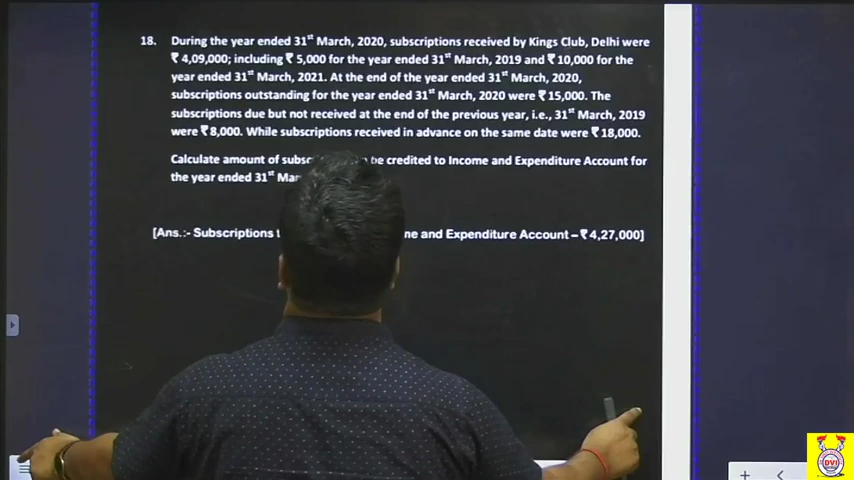 18. During the year ended 31st March, 2020, subscriptions received by Kings Club, Delhi were
₹ 4,09,000; including ₹ 5,000 for the year ended 31st March, 2019 and ₹ 10,000 for the
year ended 31st March, 2021. At the end of the year ended 31st March, 2020,
subscriptions outstanding for the year ended 31st March, 2020 were ₹ 15,000. The
subscriptions due but not received at the end of the previous year, i.e., 31st March, 2019
were ₹ 8,000. While subscriptions received in advance on the same date were ₹ 18,000.
Calculate amount of be credited to Income and Expenditure Account for
the year ended 31st
[Ans.:- Subscriptions and Expenditure Account – ₹ 4,27,000]
DVI